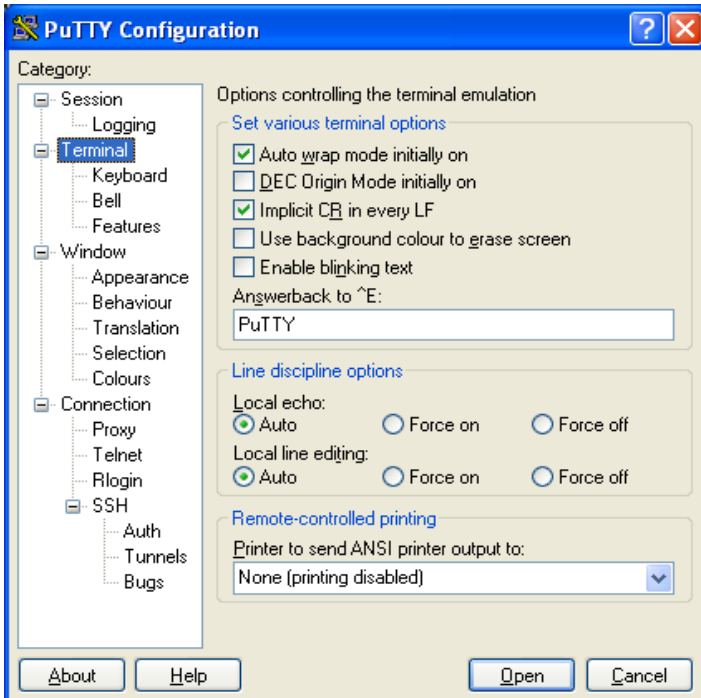 PuTTY Configuration
Category:
Session
Logging
Terminal
Keyboard
Bell
Features
Window
Appearance
Behaviour
Translation
Selection
Colours
Connection
Proxy
Telnet
Rlogin
SSH
Auth
Tunnels
Bugs
Options controlling the terminal emulation
Set various terminal options
Auto wrap mode initially on
DEC Origin Mode initially on
Implicit CR in every LF
Use background colour to erase screen
Enable blinking text
Answerback to ^E:
PuTTY
Line discipline options
Local echo:
Auto Force on Force off
Local line editing:
Auto Force on Force off
Remote-controlled printing
Printer to send ANSI printer output to:
None (printing disabled)
About Help Open Cancel